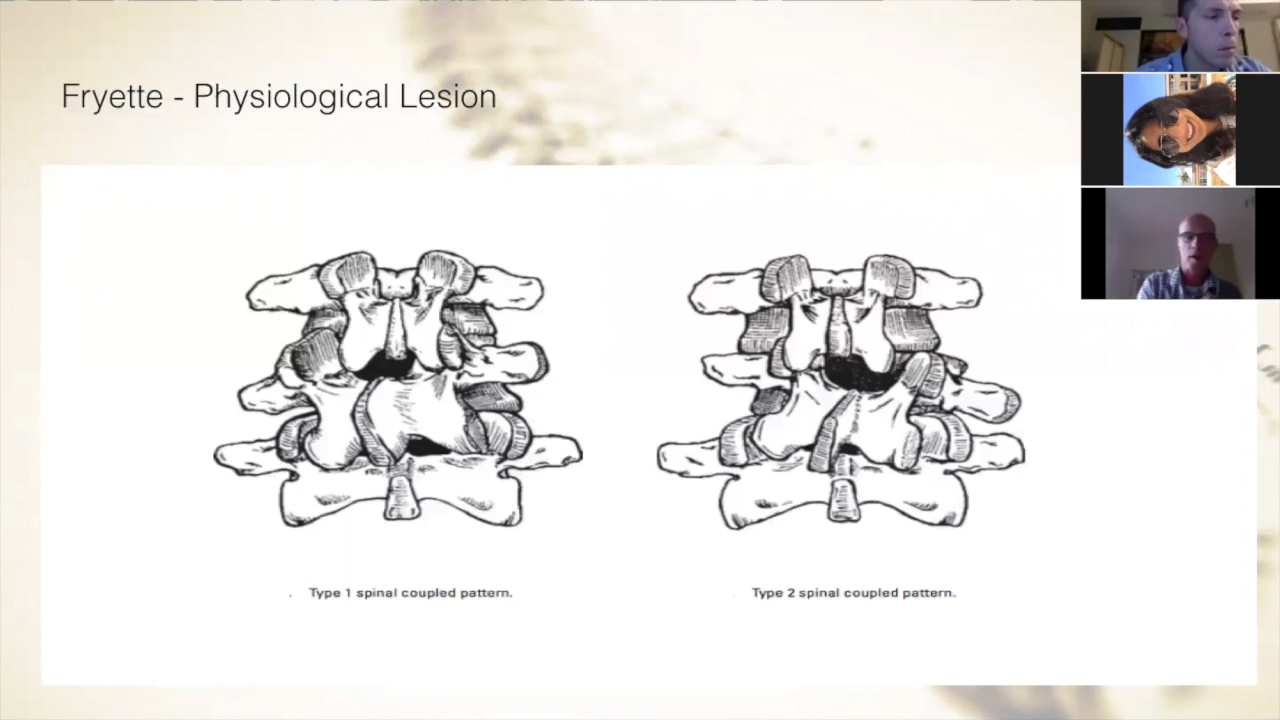 Fryette - Physiological Lesion
. Type 1 spinal coupled pattern.
Type 2 spinal coupled pattern.